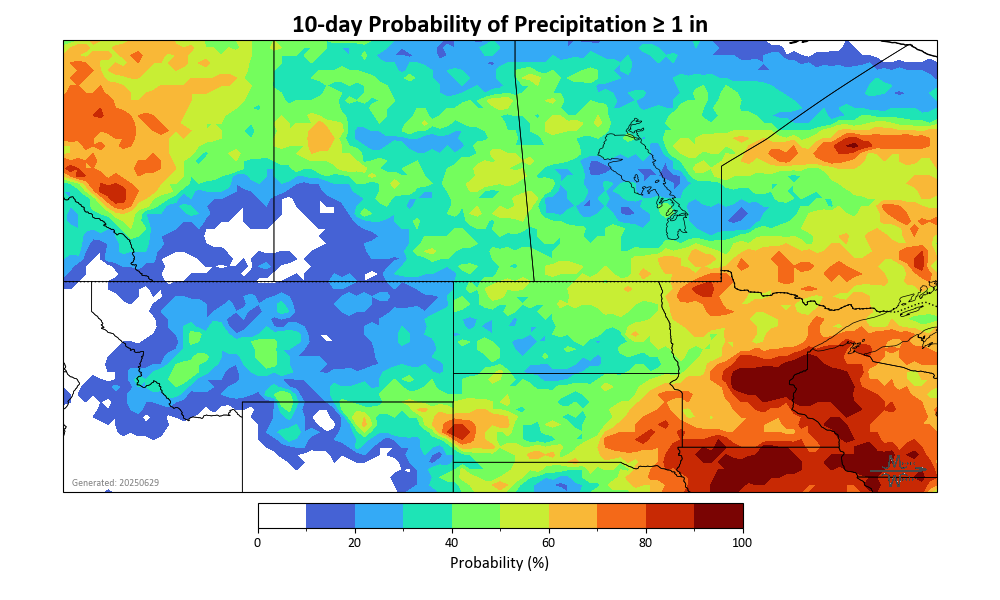 10-day Probability of Precipitation ≥ 1 in
Generated: 20250629
0 20 40 60 80 100
Probability (%)